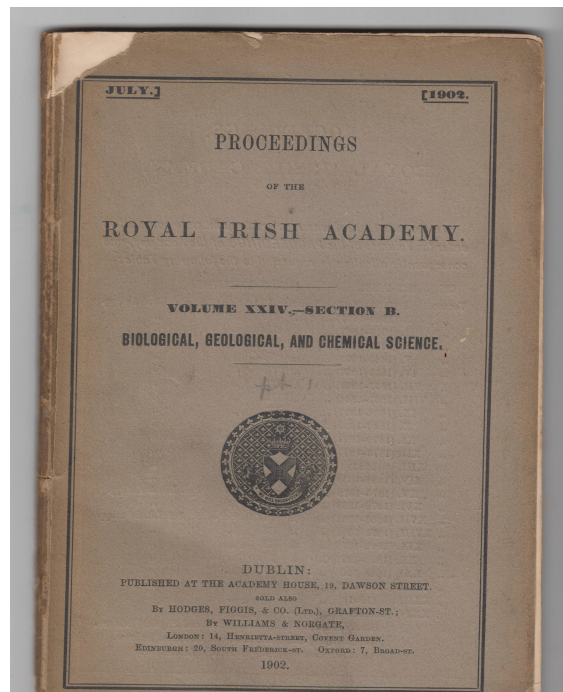 JULY.]
[1902.
PROCEEDINGS
OF THE
ROYAL IRISH ACADEMY.
VOLUME XXIV.—SECTION B.
BIOLOGICAL, GEOLOGICAL, AND CHEMICAL SCIENCE.
pt 1
DUBLIN:
PUBLISHED AT THE ACADEMY HOUSE, 19, DAWSON STREET.
SOLD ALSO
BY HODGES, FIGGIS, & CO. (LTD.), GRAFTON-ST.;
BY WILLIAMS & NORGATE,
LONDON: 14, HENRIETTA-STREET, COVENT GARDEN.
EDINBURGH: 20, SOUTH FREDERICK-ST. OXFORD: 7, BROAD-ST.
1902.